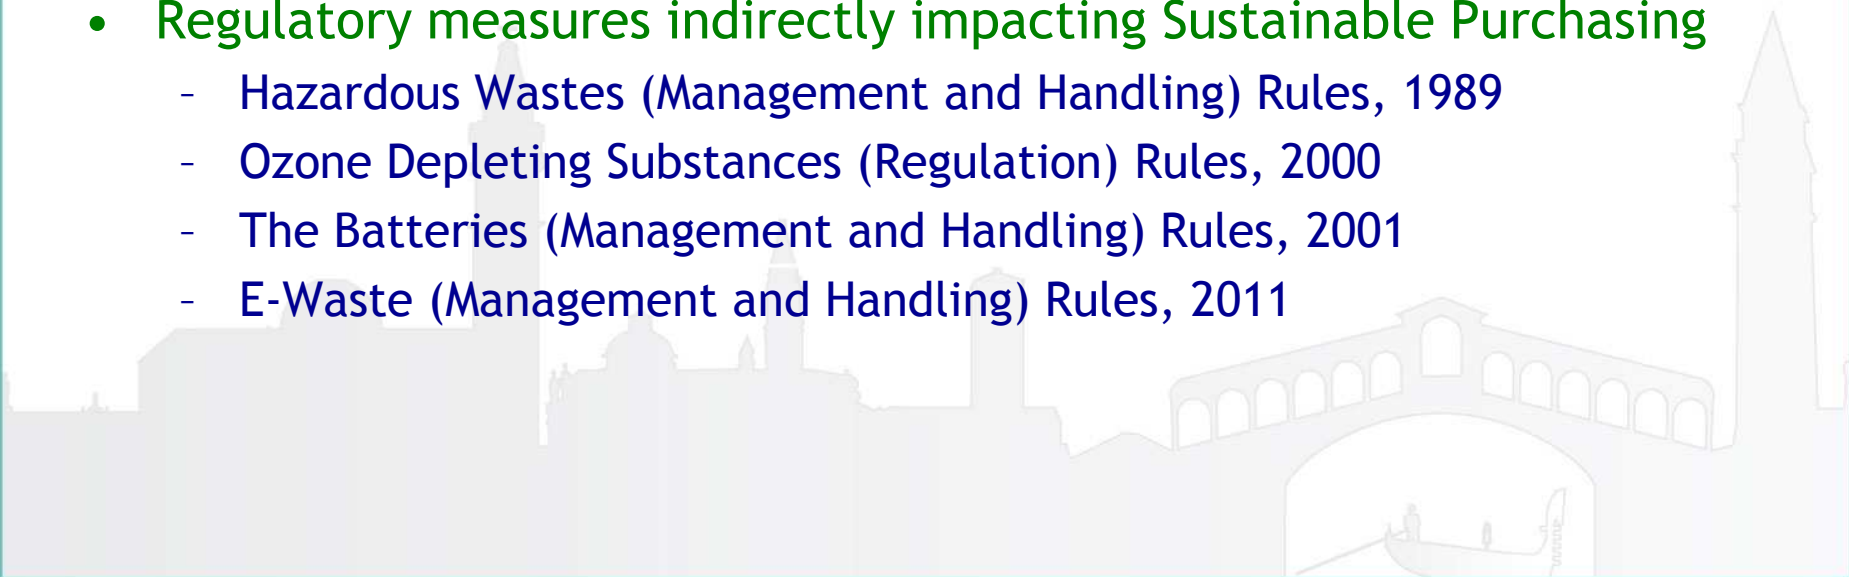 • Regulatory measures indirectly impacting Sustainable Purchasing
– Hazardous Wastes (Management and Handling) Rules, 1989
– Ozone Depleting Substances (Regulation) Rules, 2000
– The Batteries (Management and Handling) Rules, 2001
– E-Waste (Management and Handling) Rules, 2011